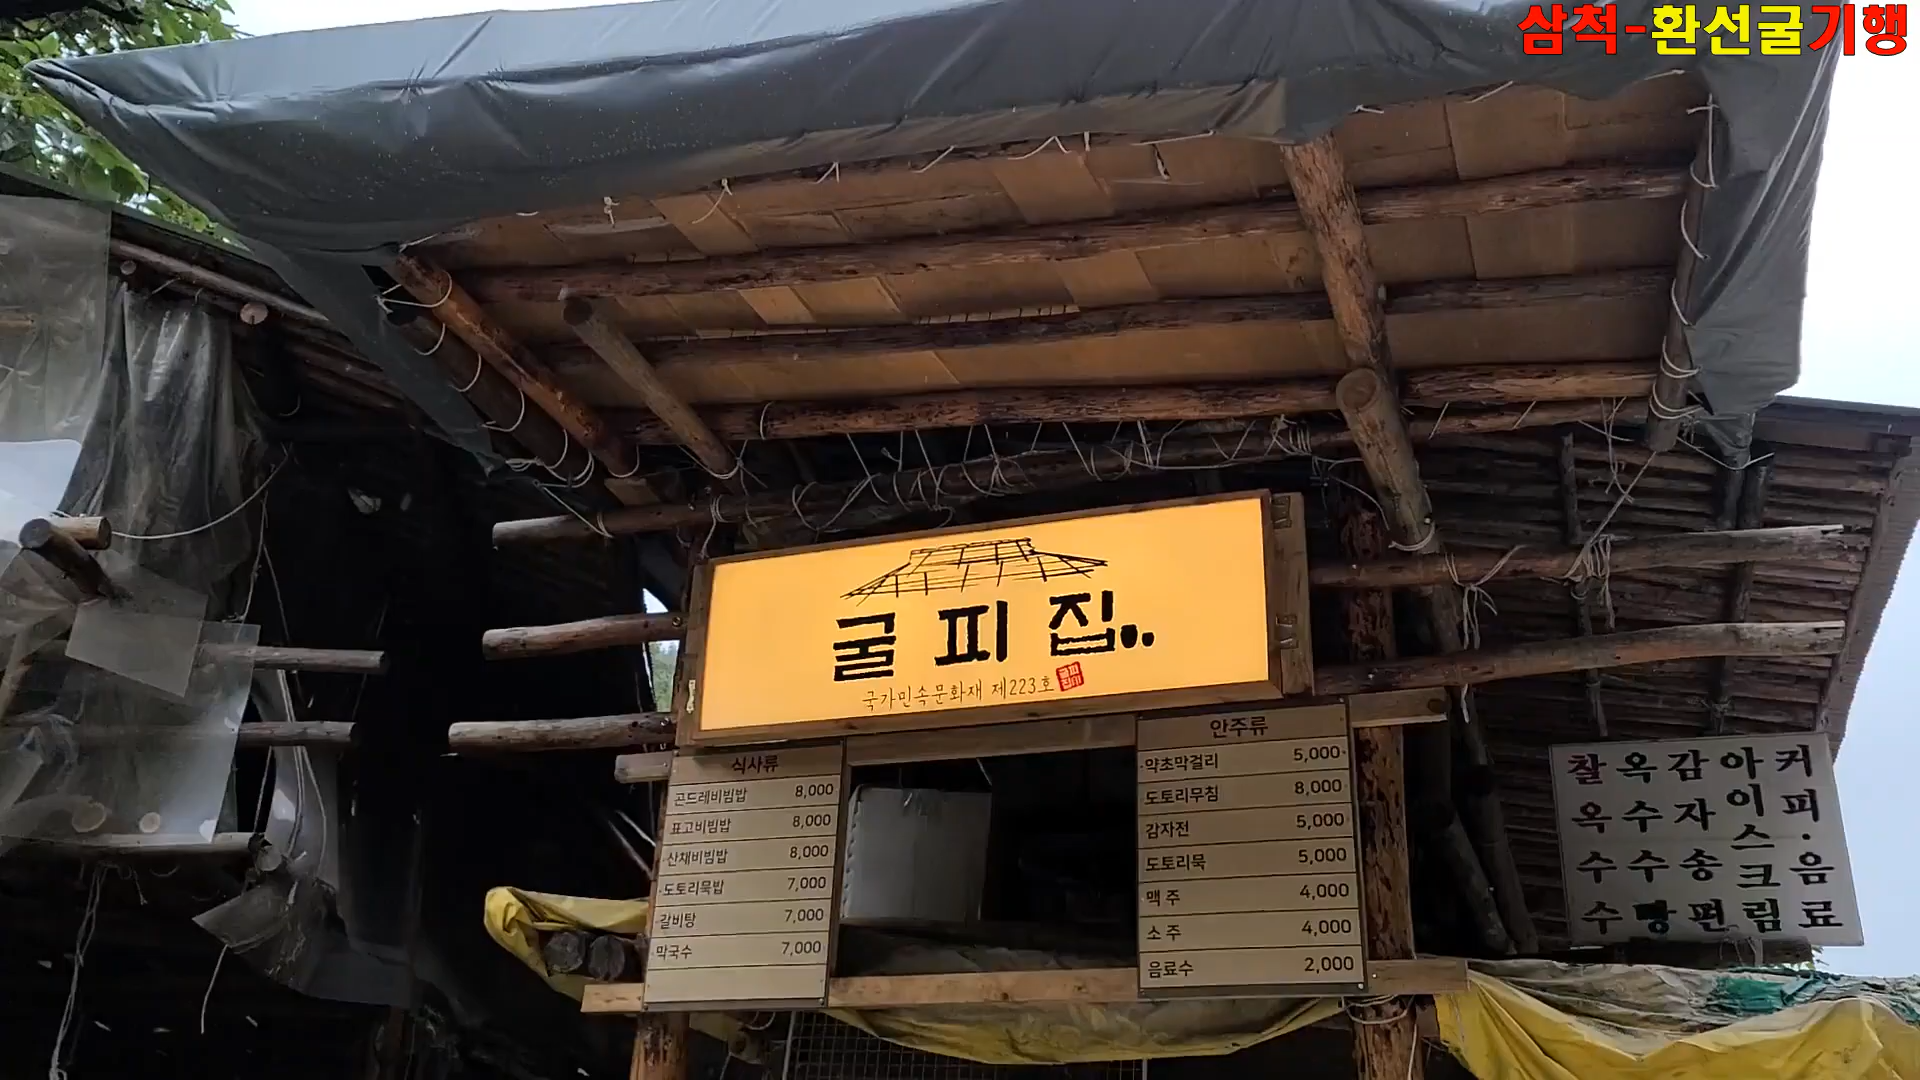 삼척-환선굴기행
굴피집..
국가민속문화재 제223호
굴피집
식사류
곤드레비빔밥 8,000
표고비빔밥 8,000
산채비빔밥 8,000
도토리묵밥 7,000
갈비탕 7,000
막국수 7,000
안주류
약초막걸리 5,000
도토리무침 8,000
감자전 5,000
도토리묵 5,000
맥 주 4,000
소 주 4,000
음료수 2,000
커피·음료
아이스크림
감자송편
옥수수빵
찰옥수수